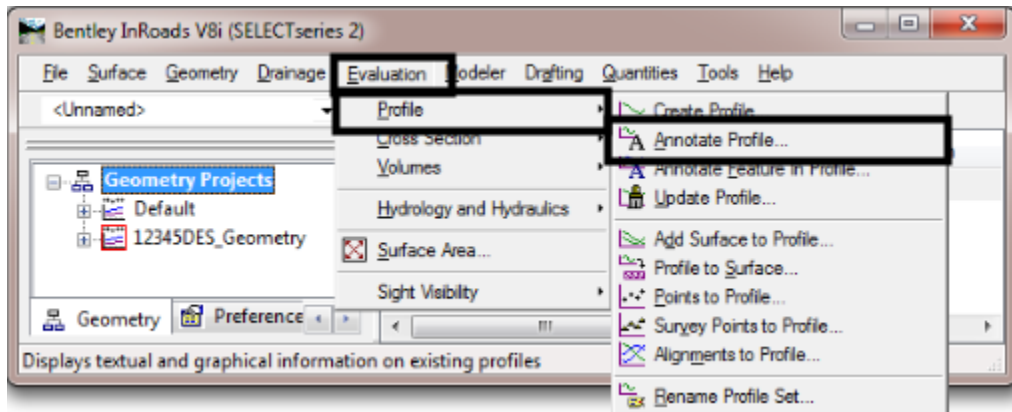 Bentley InRoads V8i (SELECTseries 2)
File Surface Geometry Drainage Evaluation Modeler Drafting Quantities Tools Help
<Unnamed>
Profile
Cross Section
Volumes
Hydrology and Hydraulics
Surface Area...
Sight Visibility
Create Profile
Annotate Profile...
Annotate Feature in Profile...
Update Profile...
Add Surface to Profile...
Profile to Surface...
Points to Profile...
Survey Points to Profile...
Alignments to Profile...
Rename Profile Set...
Geometry Projects
Default
12345DES_Geometry
Geometry Preference
Displays textual and graphical information on existing profiles